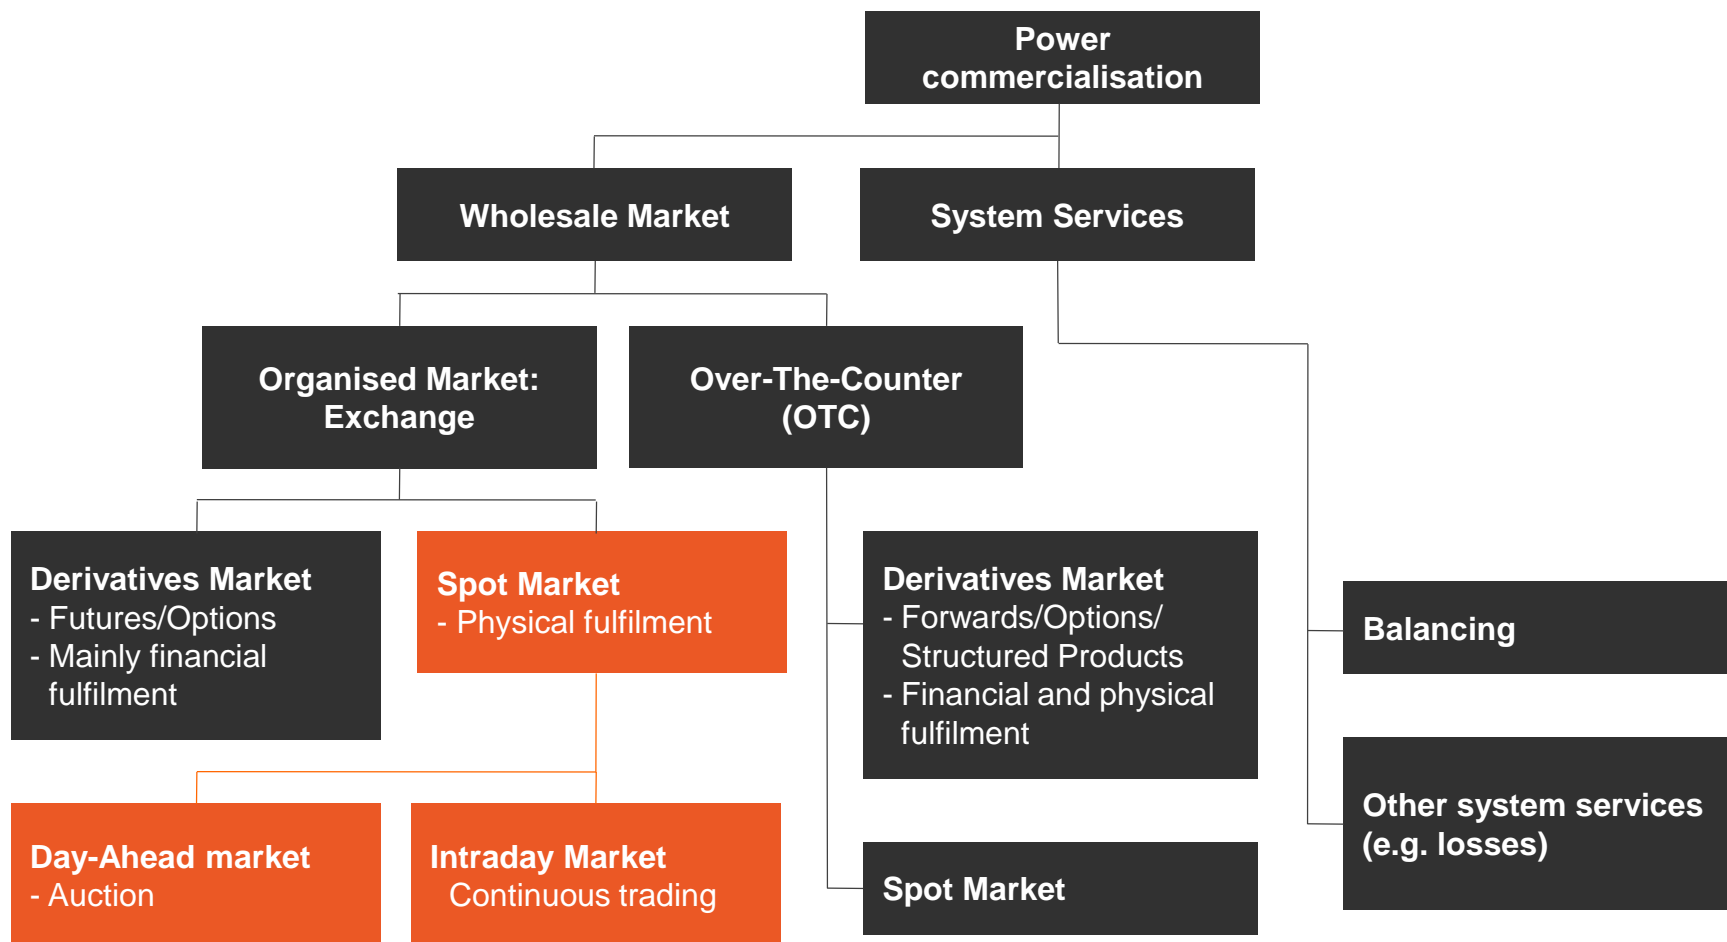 Power
commercialisation
Wholesale Market
System Services
Organised Market:
Exchange
Over-The-Counter
(OTC)
Derivatives Market
- Futures/Options
- Mainly financial
fulfilment
Spot Market
- Physical fulfilment
Derivatives Market
- Forwards/Options/
Structured Products
- Financial and physical
fulfilment
Balancing
Other system services
(e.g. losses)
Day-Ahead market
- Auction
Intraday Market
Continuous trading
Spot Market